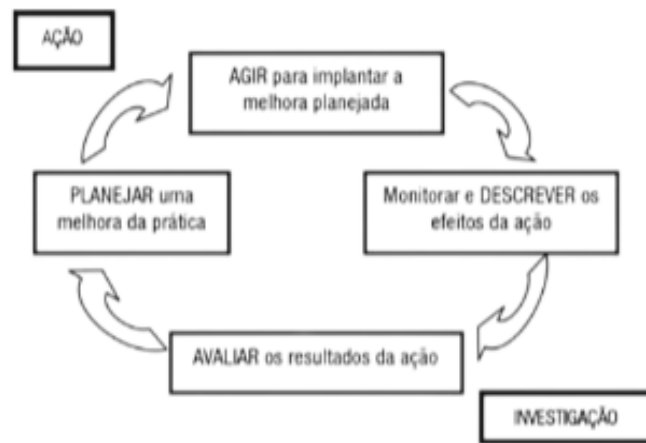 AÇÃO
AGIR para implantar a
melhora planejada
PLANEJAR uma
melhora da prática
Monitorar e DESCREVER os
efeitos da ação
AVALIAR os resultados da ação
INVESTIGAÇÃO